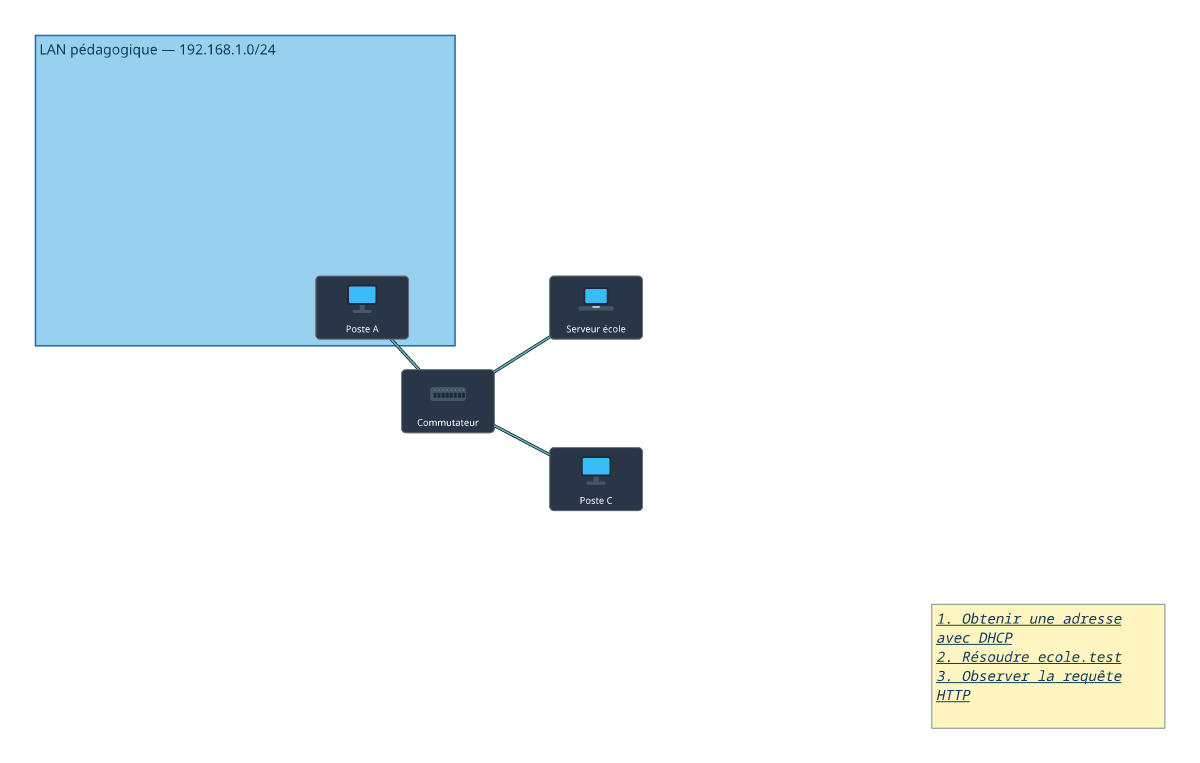 LAN pédagogique — 192.168.1.0/24
Poste A
Serveur école
Commutateur
Poste C
1. Obtenir une adresse
avec DHCP
2. Résoudre ecole.test
3. Observer la requête
HTTP